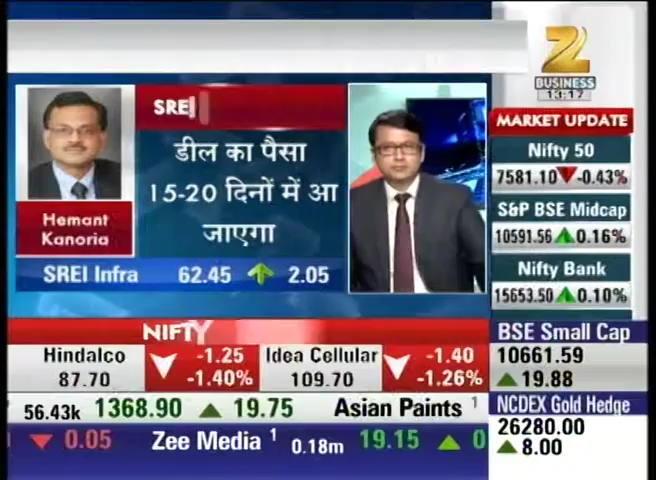 Z
BUSINESS
13:17
SREI
डील का पैसा
15-20 दिनों में आ
जाएगा
Hemant
Kanoria
SREI Infra 62.45 2.05
MARKET UPDATE
Nifty 50
7581.10 -0.43%
S&P BSE Midcap
10591.56 0.16%
Nifty Bank
15653.50 0.10%
NIFTY
Hindalco -1.25 Idea Cellular -1.40
87.70 -1.40% 109.70 -1.26%
BSE Small Cap
10661.59
19.88
56.43k 1368.90 19.75 Asian Paints 1
NCDEX Gold Hedge
26280.00
8.00
0.05 Zee Media 1 0.18m 19.15 0